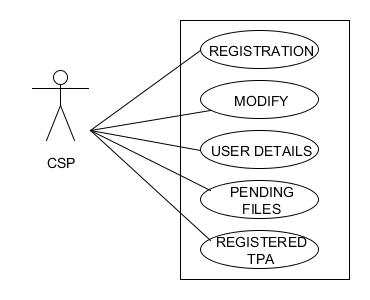 REGISTRATION
MODIFY
CSP
USER DETAILS
PENDING
FILES
REGISTERED
TPA